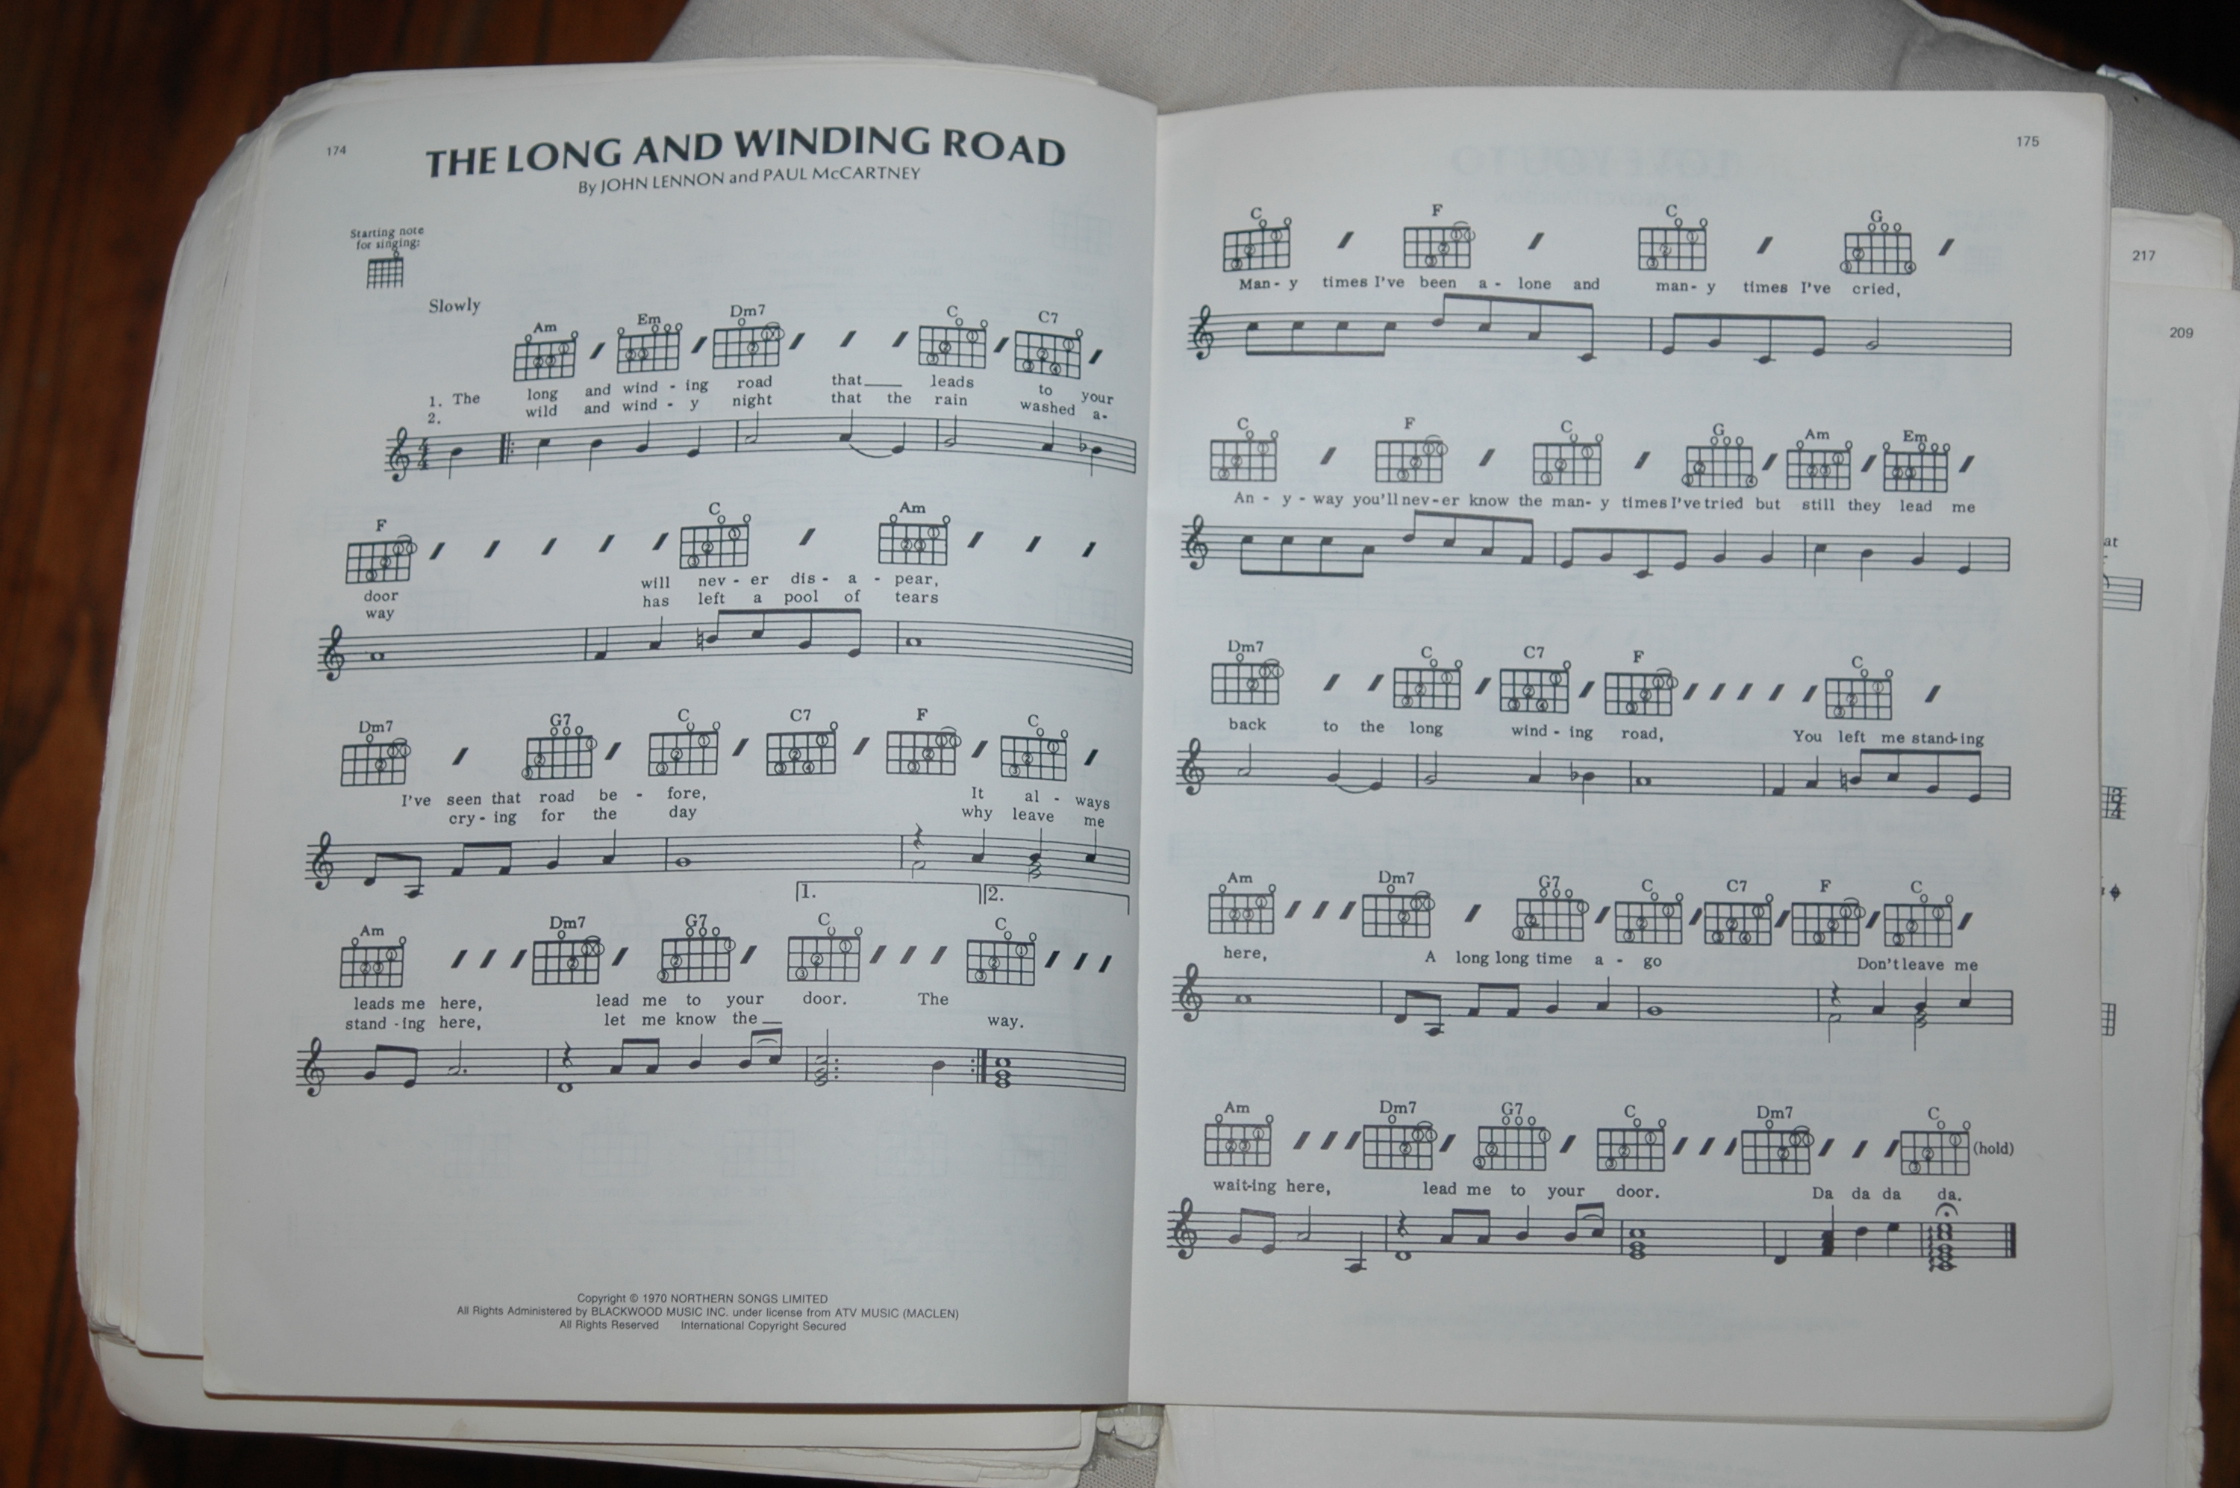 174
THE LONG AND WINDING ROAD
By JOHN LENNON and PAUL McCARTNEY
Starting note
for singing:
Slowly
Am Em Dm7 C C7
1. The long and wind - ing road that____ leads to your
2. wild and wind - y night that the rain washed a-
F C Am
door will nev - er dis - a - pear,
way has left a pool of tears
Dm7 G7 C C7 F C
I've seen that road be - fore, It al - ways
cry - ing for the day why leave me
1. 2.
Am Dm7 G7 C C
leads me here, lead me to your door. The
stand - ing here, let me know the__ way.
Copyright © 1970 NORTHERN SONGS LIMITED
All Rights Administered by BLACKWOOD MUSIC INC. under license from ATV MUSIC (MACLEN)
All Rights Reserved International Copyright Secured
175
C F C G
Man - y times I've been a - lone and man - y times I've cried,
C F C G Am Em
An - y - way you'll nev - er know the man - y times I've tried but still they lead me
Dm7 C C7 F C
back to the long wind - ing road, You left me stand-ing
Am Dm7 G7 C C7 F C
here, A long long time a - go Don't leave me
Am Dm7 G7 C Dm7 C (hold)
wait-ing here, lead me to your door. Da da da da.
217
209
at